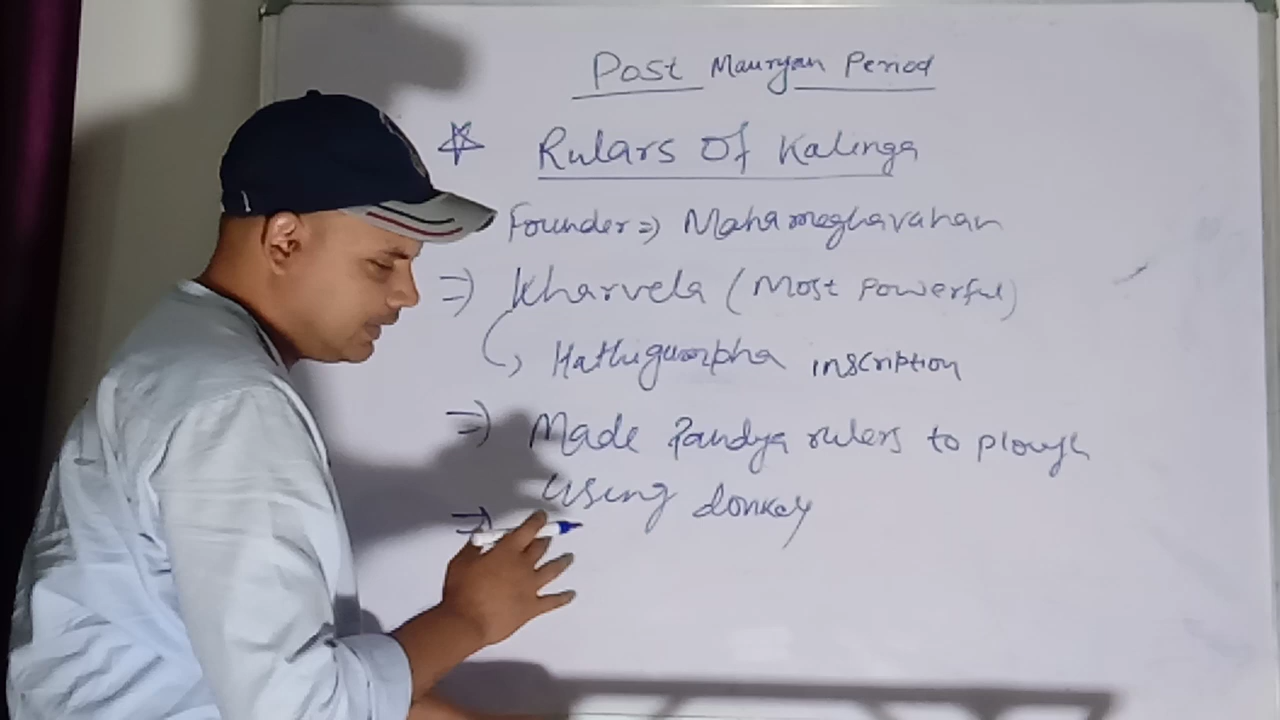 Post Mauryan Period
☆ Rulars Of Kalinga
Founder => Mahameghavahan
=> Kharvela (Most Powerful)
↳ Hathigumpha inscription
=> Made Pandya rulers to plough
using donkey
=>